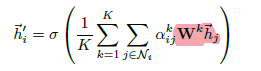 $\vec{h}_i' = \sigma \left( \frac{1}{K} \sum_{k=1}^{K} \sum_{j \in \mathcal{N}_i} \alpha_{ij}^k \mathbf{W}^k \vec{h}_j \right)$